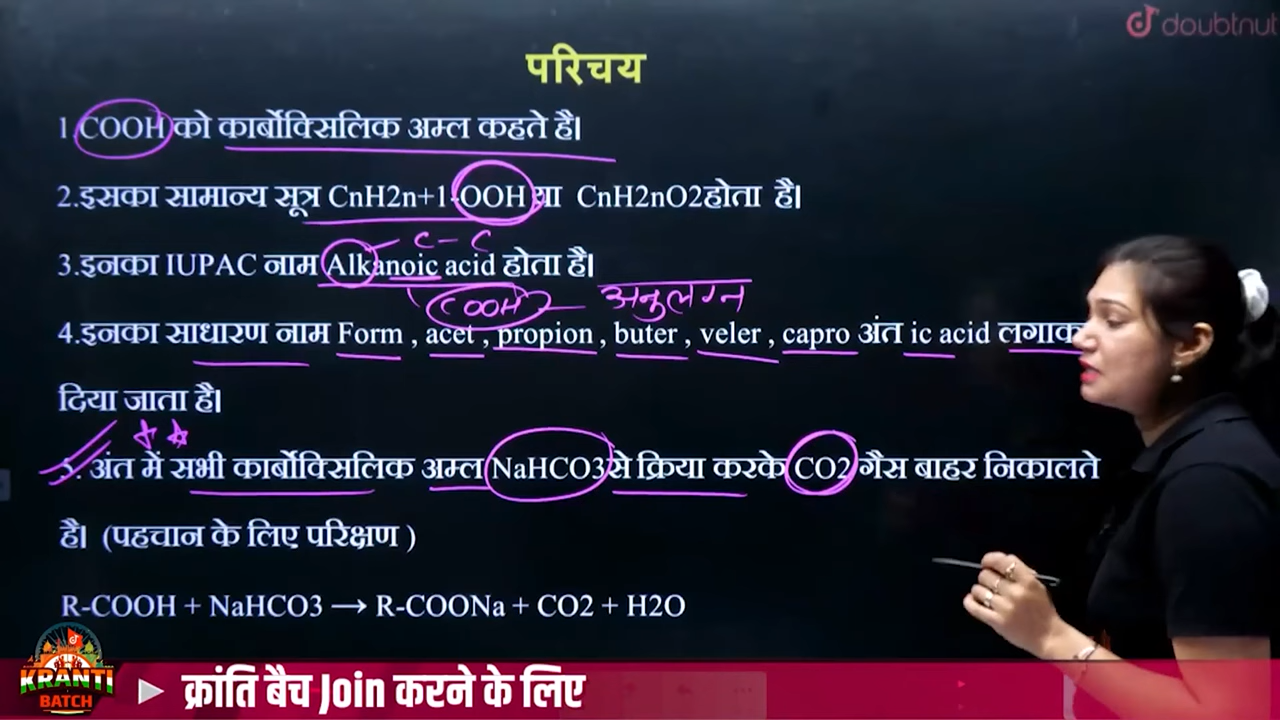 doubtnut
परिचय
1.COOH को कार्बोक्सिलिक अम्ल कहते है।
2.इसका सामान्य सूत्र CnH2n+1-OOH या CnH2nO2होता है।
C-C
3.इनका IUPAC नाम Alkanoic acid होता है।
COOH अनुलग्न
4.इनका साधारण नाम Form , acet , propion , buter , veler , capro अंत ic acid
दिया जाता है।
5. अंत में सभी कार्बोक्सिलिक अम्ल NaHCO3से क्रिया करके CO2 गैस बाहर निकालते
है। (पहचान के लिए परिक्षण )
R-COOH + NaHCO3 → R-COONa + CO2 + H2O
KRANTI
BATCH
क्रांति बैच Join करने के लिए